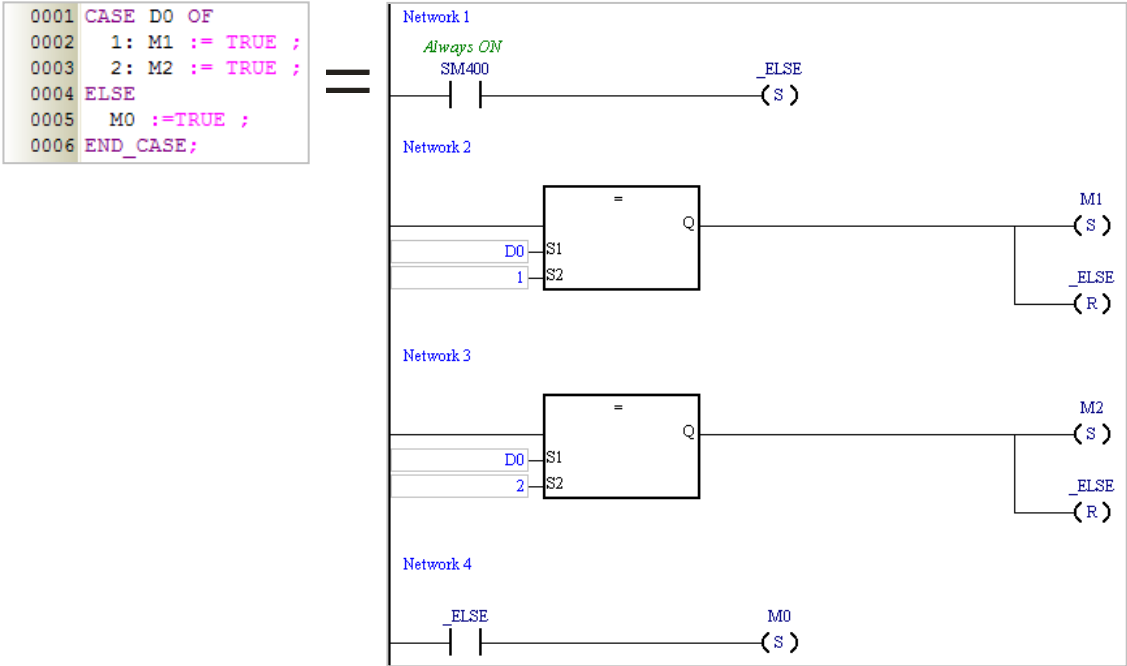 0001 CASE D0 OF
0002 1: M1 := TRUE ;
0003 2: M2 := TRUE ;
0004 ELSE
0005 M0 :=TRUE ;
0006 END_CASE;
=
Network 1
Always ON
SM400 _ELSE
S
Network 2
=
M1
Q
S
D0 S1
1 S2
_ELSE
R
Network 3
=
M2
Q
S
D0 S1
2 S2
_ELSE
R
Network 4
_ELSE M0
S